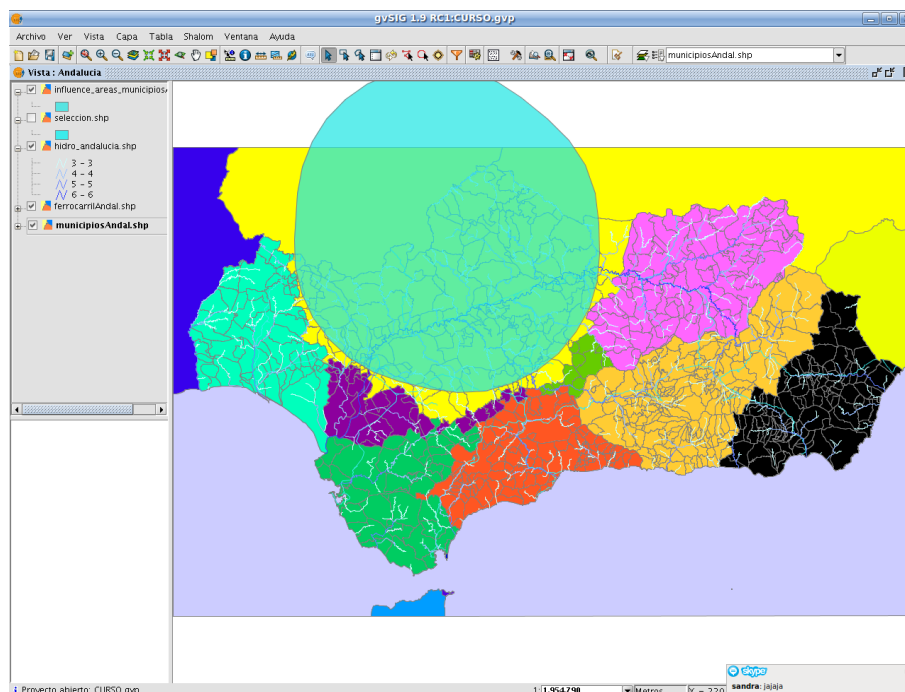 gvSIG 1.9 RC1:CURSO.gvp
Archivo Ver Vista Capa Tabla Shalom Ventana Ayuda
municipiosAndal.shp
Vista : Andalucia
influence_areas_municipios
seleccion.shp
hidro_andalucia.shp
3 - 3
4 - 4
5 - 5
6 - 6
ferrocarrilAndal.shp
municipiosAndal.shp
skype
sandra: jajaja
Proyecto abierto: CURSO.gvp
1: 1.954.790 Metros X = 220